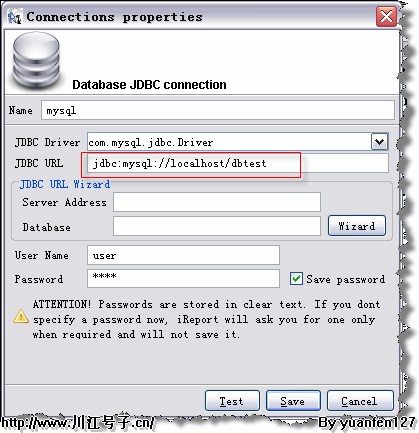 Connections properties
Database JDBC connection
Name mysql
JDBC Driver com.mysql.jdbc.Driver
JDBC URL jdbc:mysql://localhost/dbtest
JDBC URL Wizard
Server Address
Database Wizard
User Name user
Password **** Save password
ATTENTION! Passwords are stored in clear text. If you dont
specify a password now, iReport will ask you for one only
when required and will not save it.
Test Save Cancel
http://www.川江号子.cn/ By yuanfen127